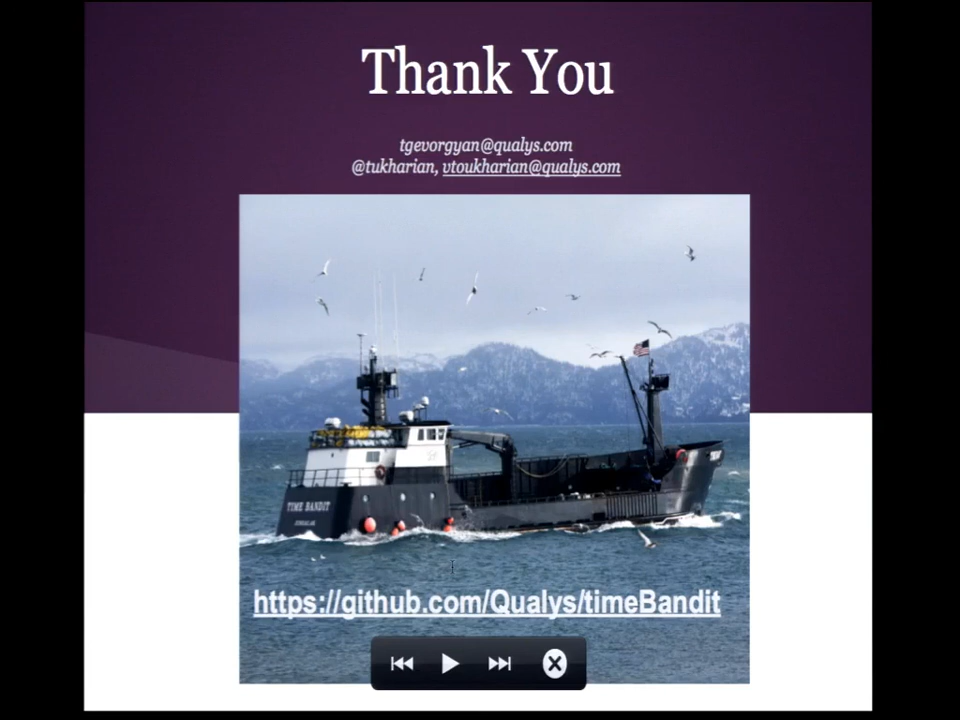 Thank You
tgevorgyan@qualys.com
@tukharian, vtoukharian@qualys.com
TIME BANDIT
https://github.com/Qualys/timeBandit